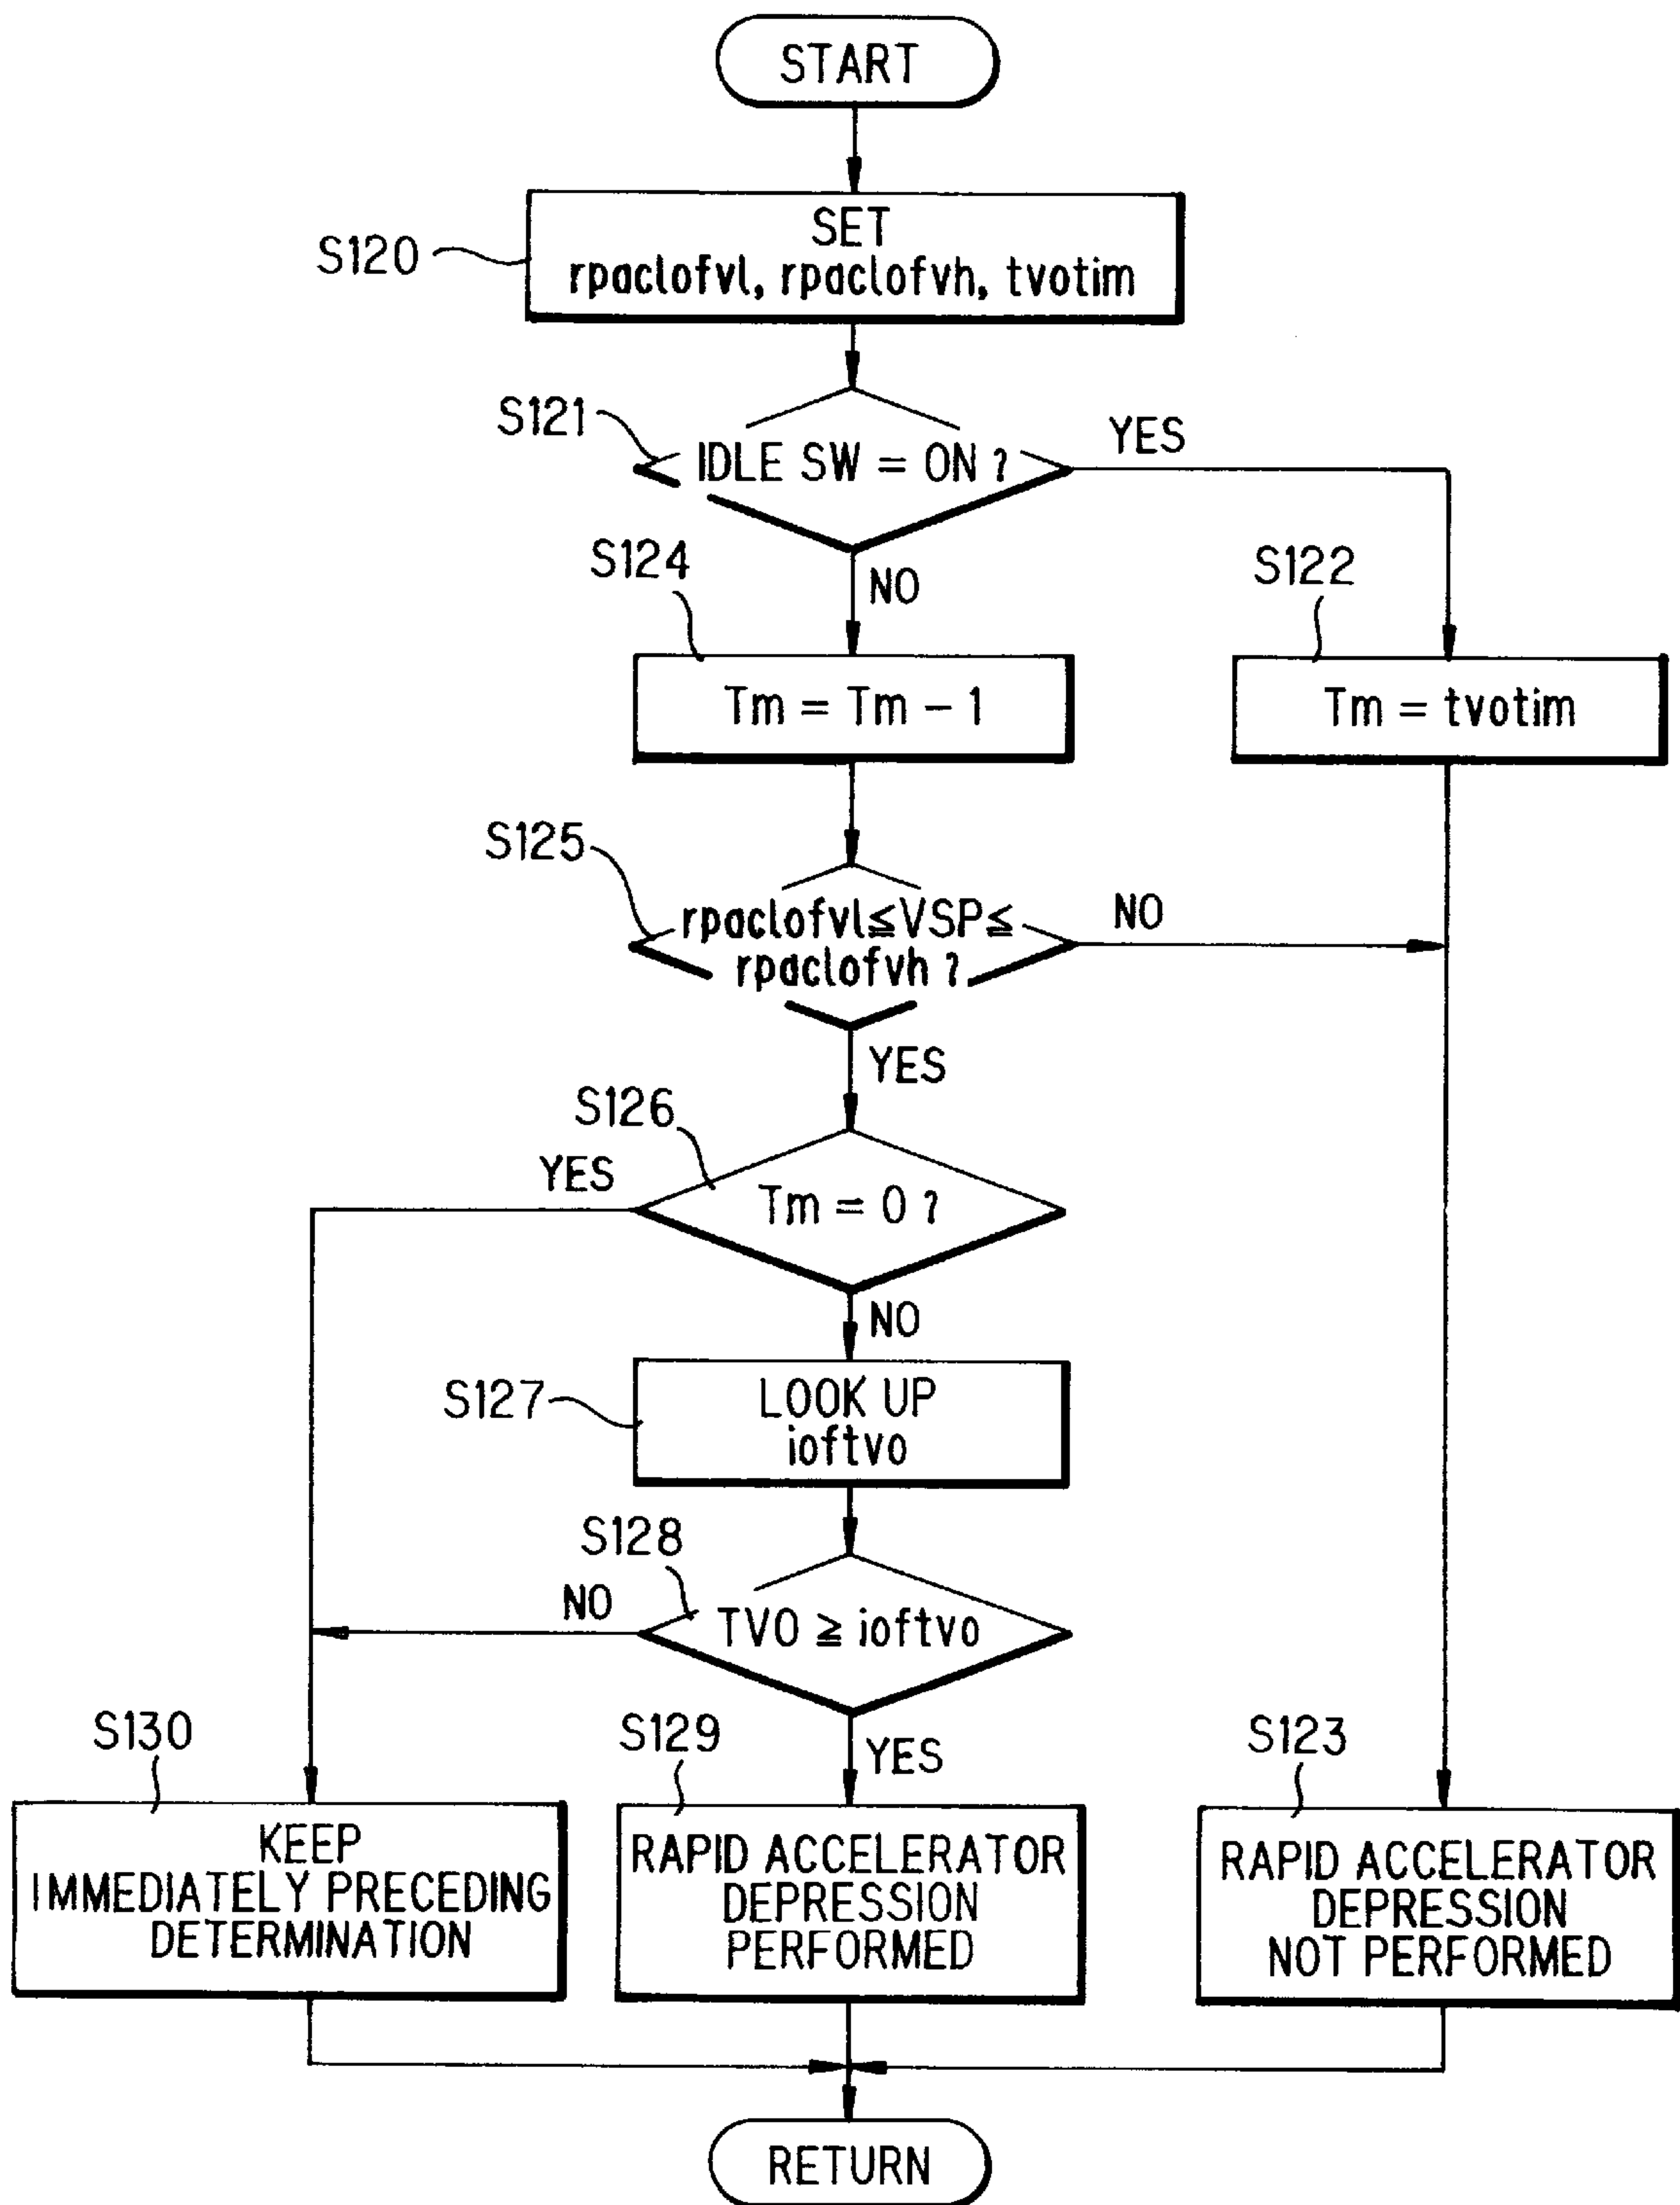 START
SET
S120
rpaclofvl, rpaclofvh, tvotim
S121
IDLE SW = ON ?
YES
S124
NO
S122
Tm = Tm − 1
Tm = tvotim
S125
rpaclofvl≦VSP≦
rpaclofvh ?
NO
YES
S126
YES
Tm = 0 ?
NO
S127
LOOK UP
ioftvo
S128
NO
TVO ≧ ioftvo
S130
S129
YES
S123
KEEP
IMMEDIATELY PRECEDING
DETERMINATION
RAPID ACCELERATOR
DEPRESSION
PERFORMED
RAPID ACCELERATOR
DEPRESSION
NOT PERFORMED
RETURN